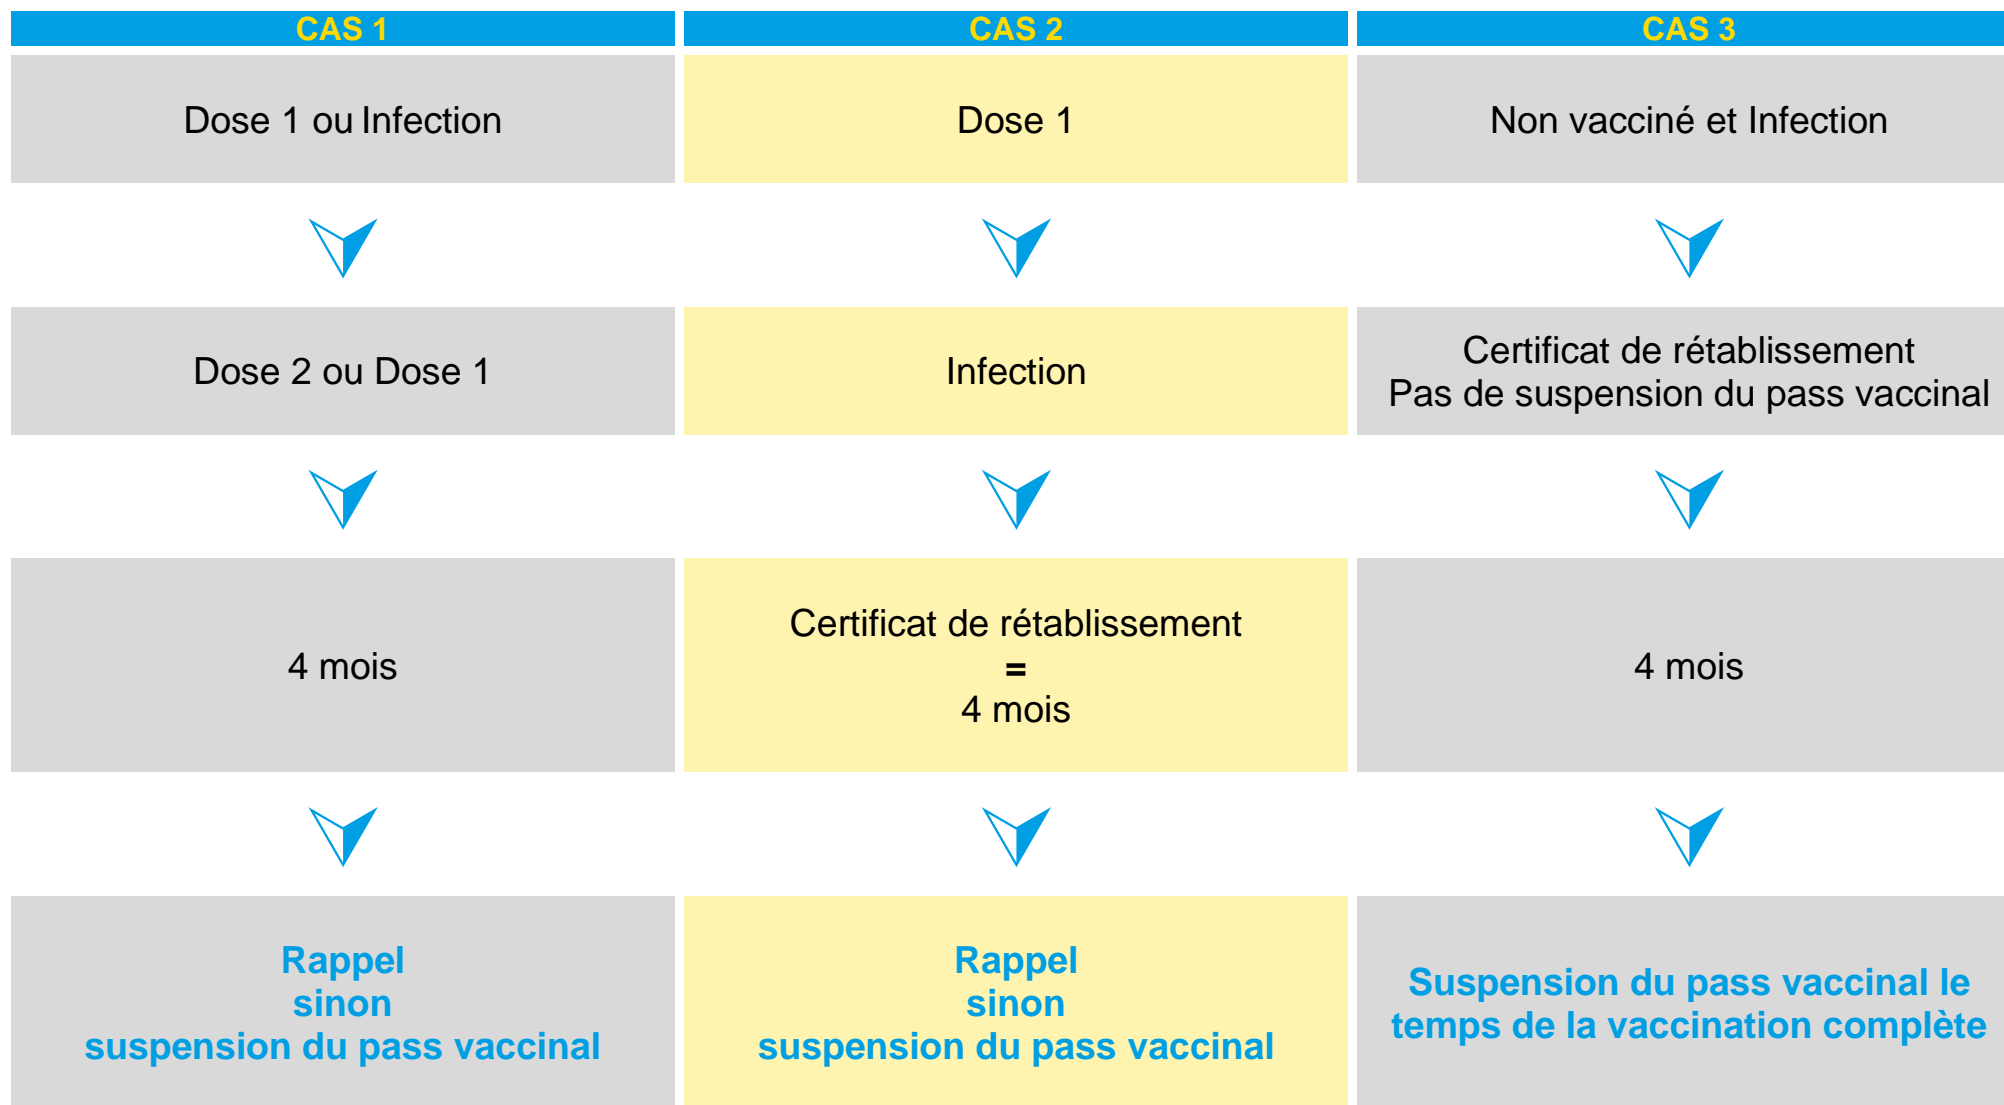 CAS 1
CAS 2
CAS 3
Dose 1 ou Infection
Dose 1
Non vacciné et Infection
Dose 2 ou Dose 1
Infection
Certificat de rétablissement
Pas de suspension du pass vaccinal
4 mois
Certificat de rétablissement
=
4 mois
4 mois
Rappel
sinon
suspension du pass vaccinal
Rappel
sinon
suspension du pass vaccinal
Suspension du pass vaccinal le
temps de la vaccination complète